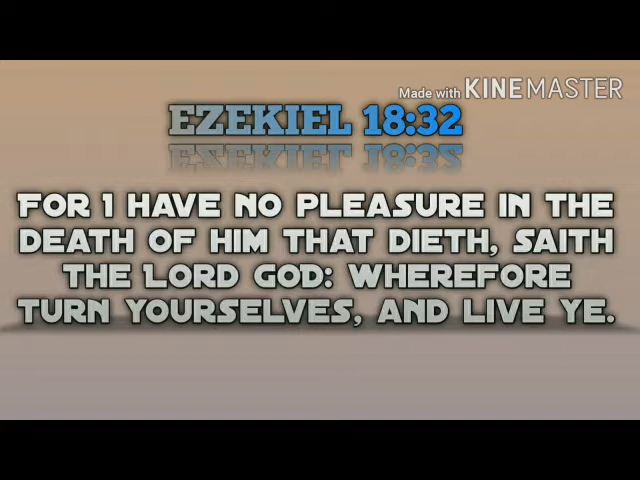 Made with KINEMASTER
EZEKIEL 18:32
FOR I HAVE NO PLEASURE IN THE
DEATH OF HIM THAT DIETH, SAITH
THE LORD GOD: WHEREFORE
TURN YOURSELVES, AND LIVE YE.